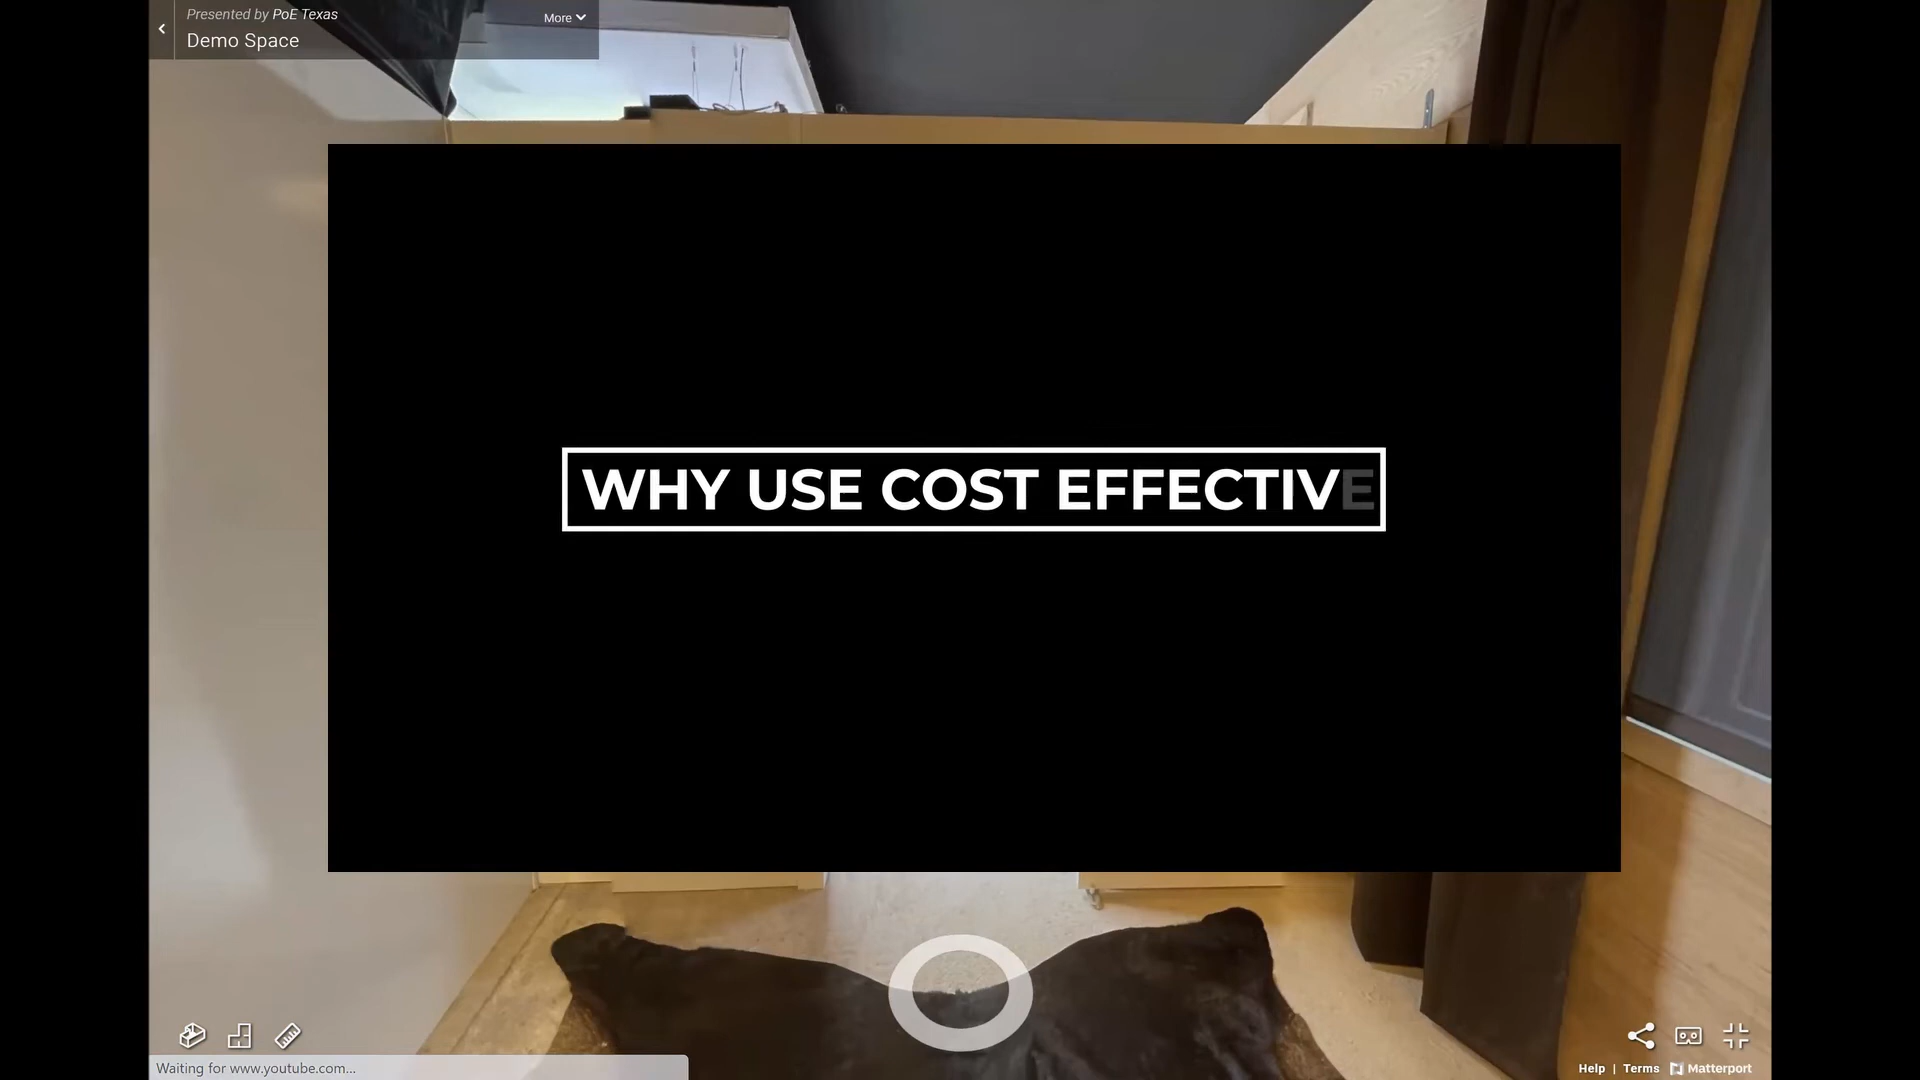 Presented by PoE Texas
More
Demo Space
WHY USE COST EFFECTIVE
Waiting for www.youtube.com...
Help | Terms Matterport